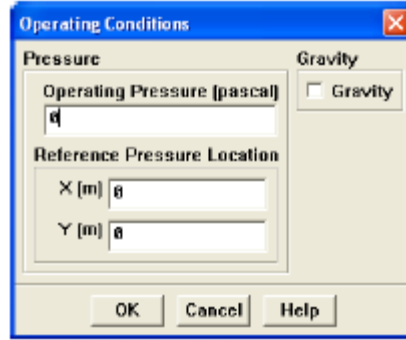 Operating Conditions
Pressure
Gravity
Operating Pressure (pascal)
0
Gravity
Reference Pressure Location
X (m) 0
Y (m) 0
OK Cancel Help